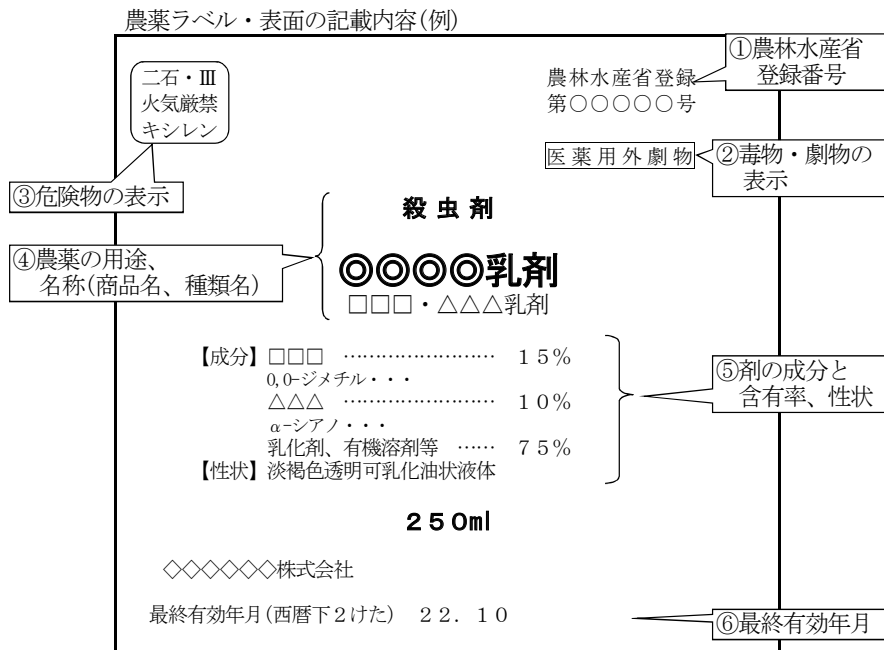 農薬ラベル・表面の記載内容(例)
①農林水産省
登録番号
二石・Ⅲ
火気厳禁
キシレン
農林水産省登録
第○○○○○号
医薬用外劇物
②毒物・劇物の
表示
③危険物の表示
殺虫剤
④農薬の用途、
名称(商品名、種類名)
◎◎◎◎乳剤
□□□・△△△乳剤
【成分】□□□ …………………… 15%
0,0-ジメチル・・・
△△△ …………………… 10%
α-シアノ・・・
乳化剤、有機溶剤等 …… 75%
【性状】淡褐色透明可乳化油状液体
⑤剤の成分と
含有率、性状
250ml
◇◇◇◇◇◇株式会社
最終有効年月(西暦下2けた) 22.10
⑥最終有効年月